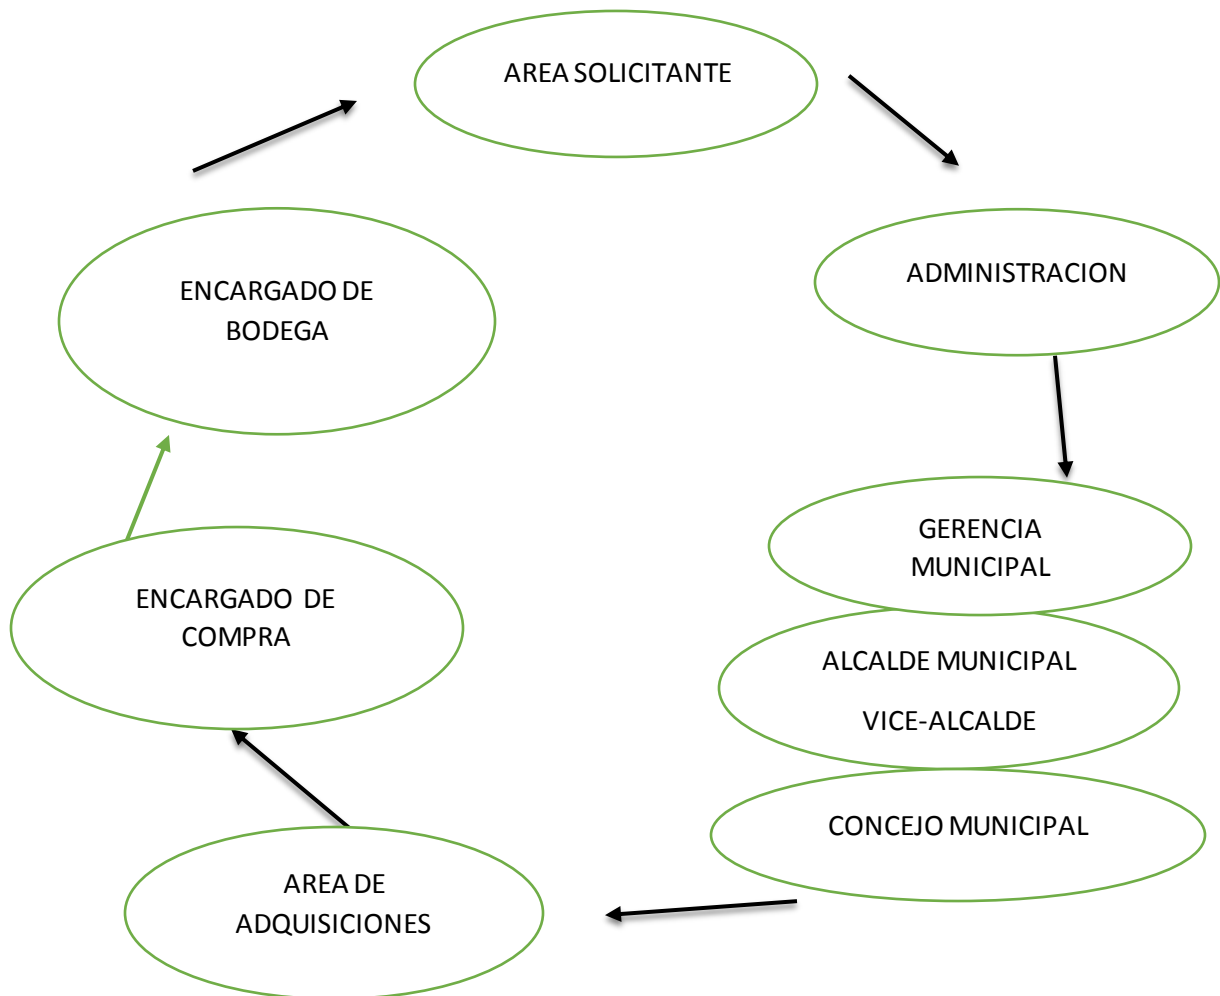 AREA SOLICITANTE
ADMINISTRACION
GERENCIA
MUNICIPAL
ALCALDE MUNICIPAL
VICE-ALCALDE
CONCEJO MUNICIPAL
AREA DE
ADQUISICIONES
ENCARGADO DE
COMPRA
ENCARGADO DE
BODEGA